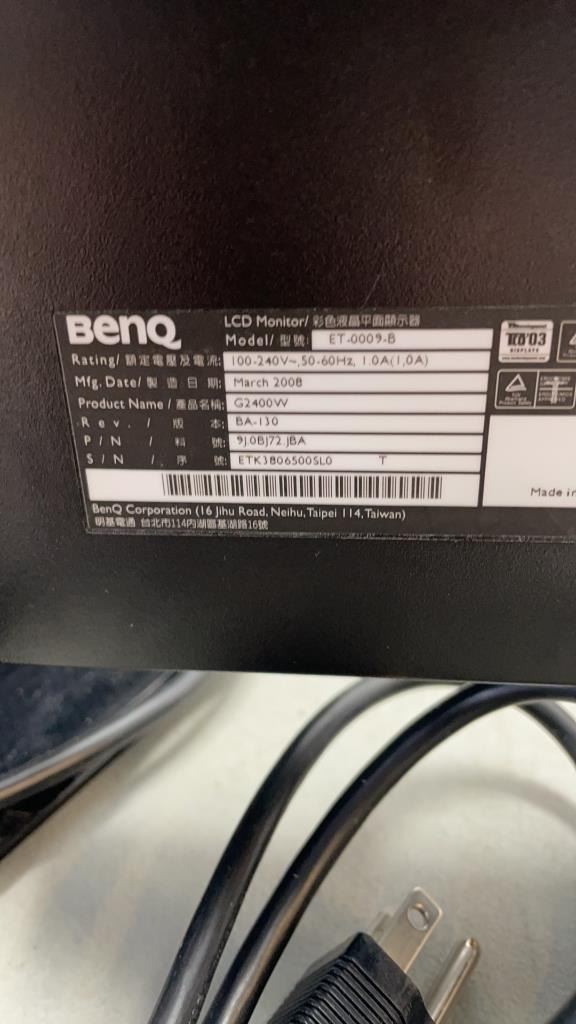 BenQ
LCD Monitor/ 彩色液晶平面顯示器
Model/ 型號: ET-0009-B
Rating/ 額定電壓及電流: 100-240V~,50-60Hz, 1.0A(1,0A)
Mfg. Date/ 製造日期: March 2008
Product Name / 產品名稱: G2400W
Rev. / 版本: BA-130
P/N / 料號: 9J.0BJ72.JBA
S/N / 序號: ETK3806500SL0 T
BenQ Corporation (16 Jihu Road, Neihu, Taipei 114, Taiwan)
明基電通 台北市114內湖區基湖路16號
TCO'03
DISPLAYS
Made in